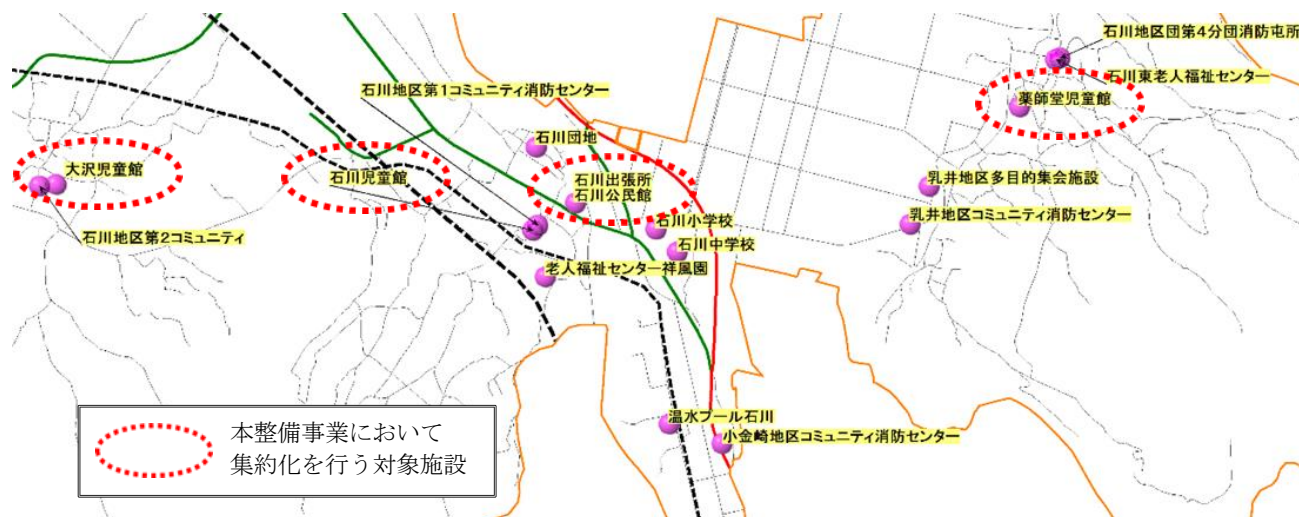 石川地区団第4分団消防屯所
石川地区第1コミュニティ消防センター
石川東老人福祉センター
薬師堂児童館
石川団地
大沢児童館
石川児童館
石川出張所
石川公民館
乳井地区多目的集会施設
石川小学校
乳井地区コミュニティ消防センター
石川地区第2コミュニティ
石川中学校
老人福祉センター祥風園
温水プール石川
小金崎地区コミュニティ消防センター
本整備事業において
集約化を行う対象施設